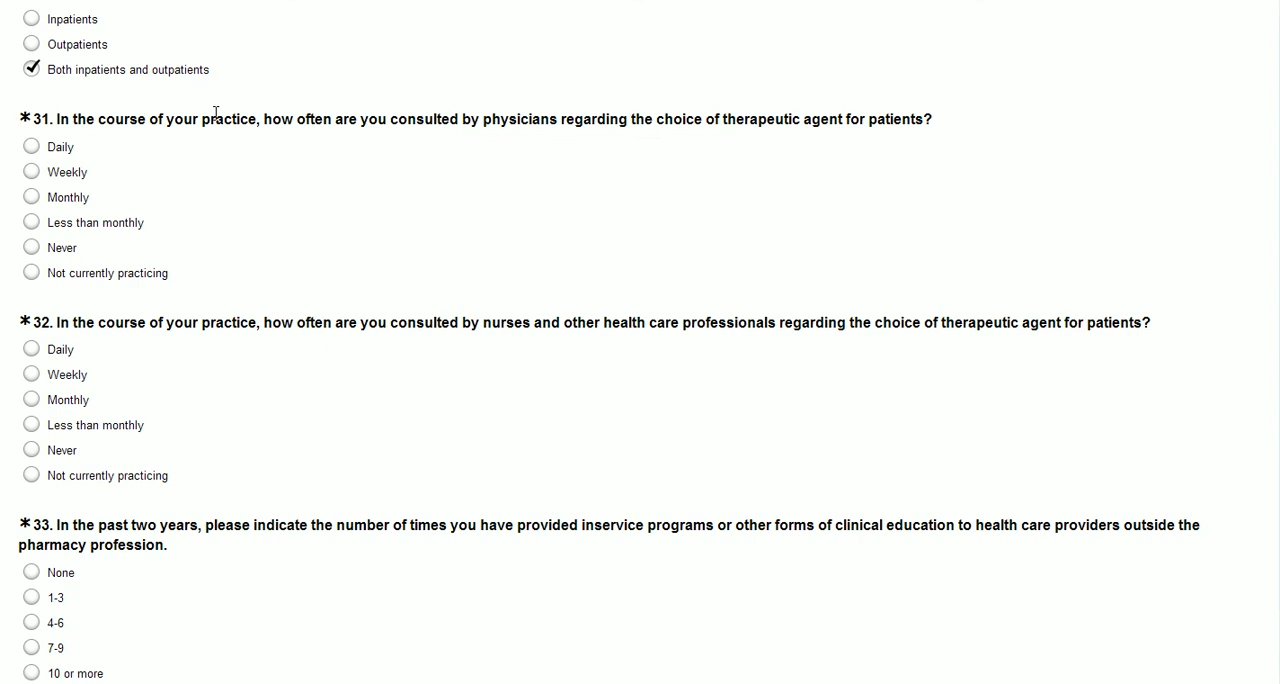 Inpatients
Outpatients
Both inpatients and outpatients
*31. In the course of your practice, how often are you consulted by physicians regarding the choice of therapeutic agent for patients?
Daily
Weekly
Monthly
Less than monthly
Never
Not currently practicing
*32. In the course of your practice, how often are you consulted by nurses and other health care professionals regarding the choice of therapeutic agent for patients?
Daily
Weekly
Monthly
Less than monthly
Never
Not currently practicing
*33. In the past two years, please indicate the number of times you have provided inservice programs or other forms of clinical education to health care providers outside the
pharmacy profession.
None
1-3
4-6
7-9
10 or more